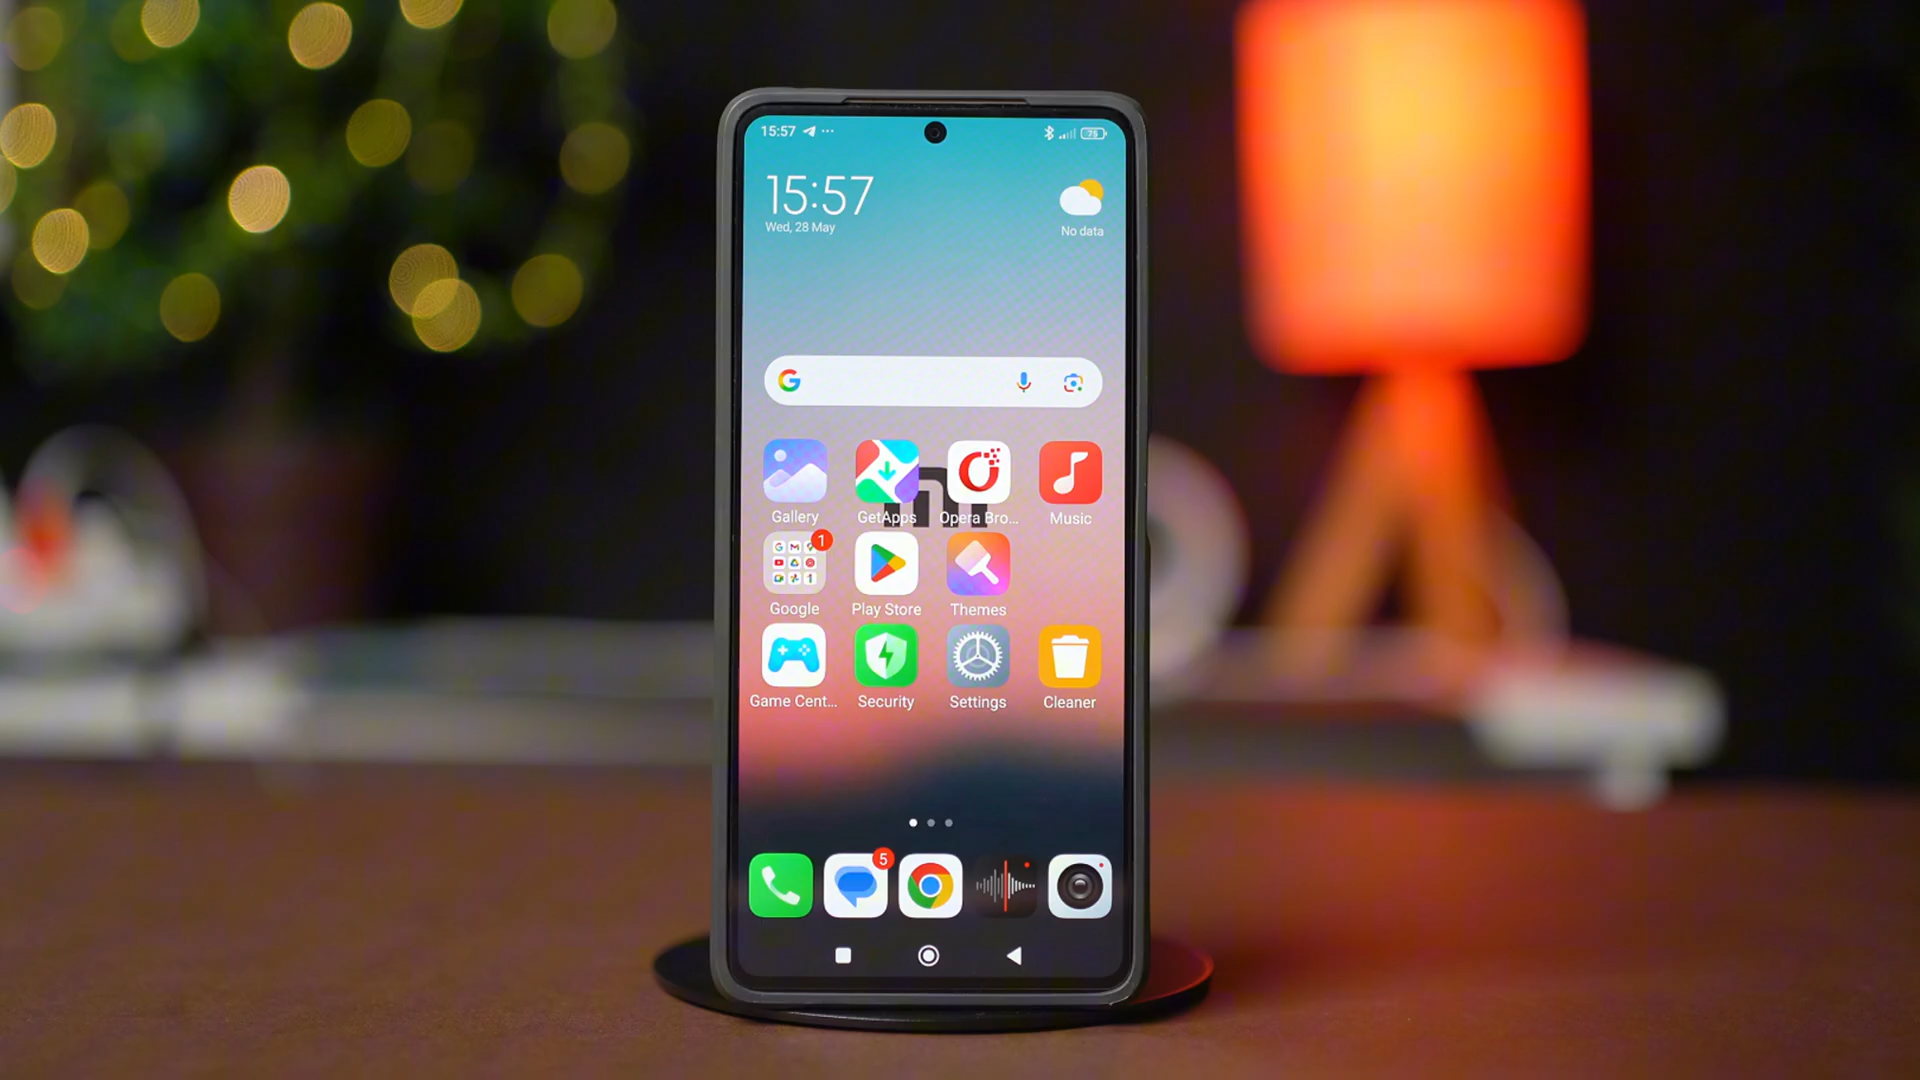 15:57
75
15:57
Wed, 28 May
No data
Gallery
GetApps
Opera Bro...
Music
1
Google
Play Store
Themes
Game Cent...
Security
Settings
Cleaner
5